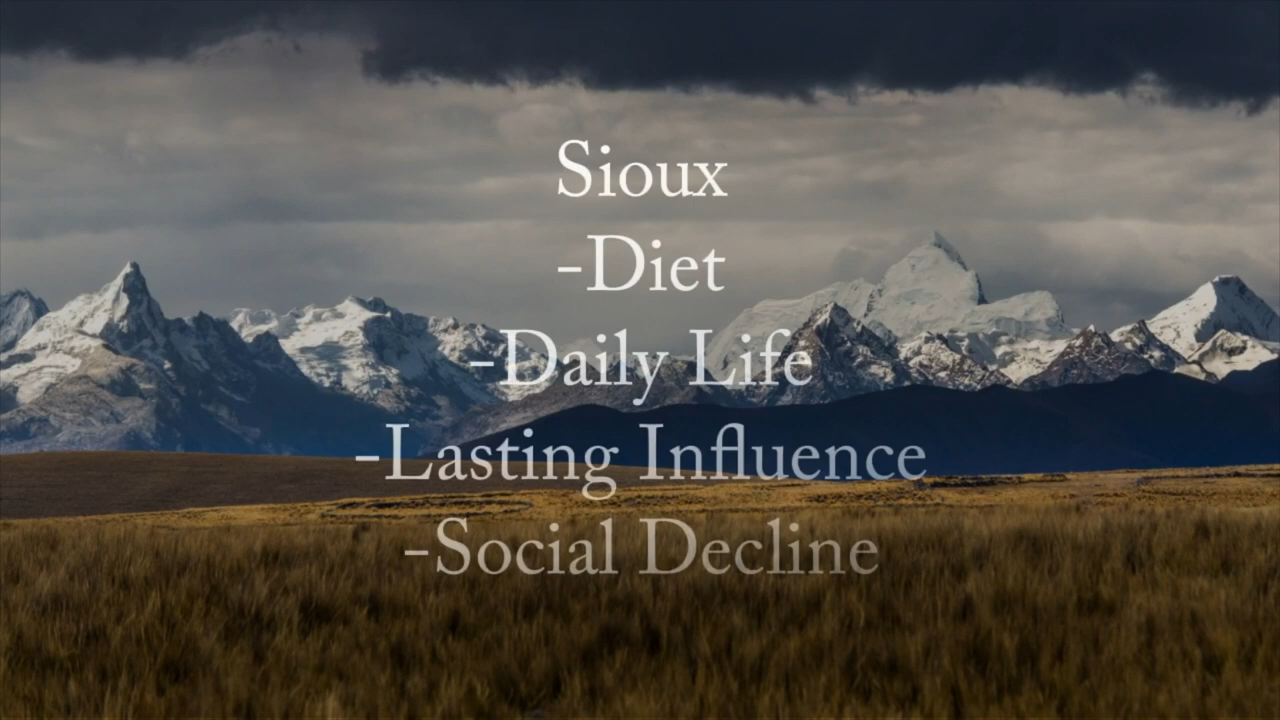 Sioux
-Diet
-Daily Life
-Lasting Influence
-Social Decline